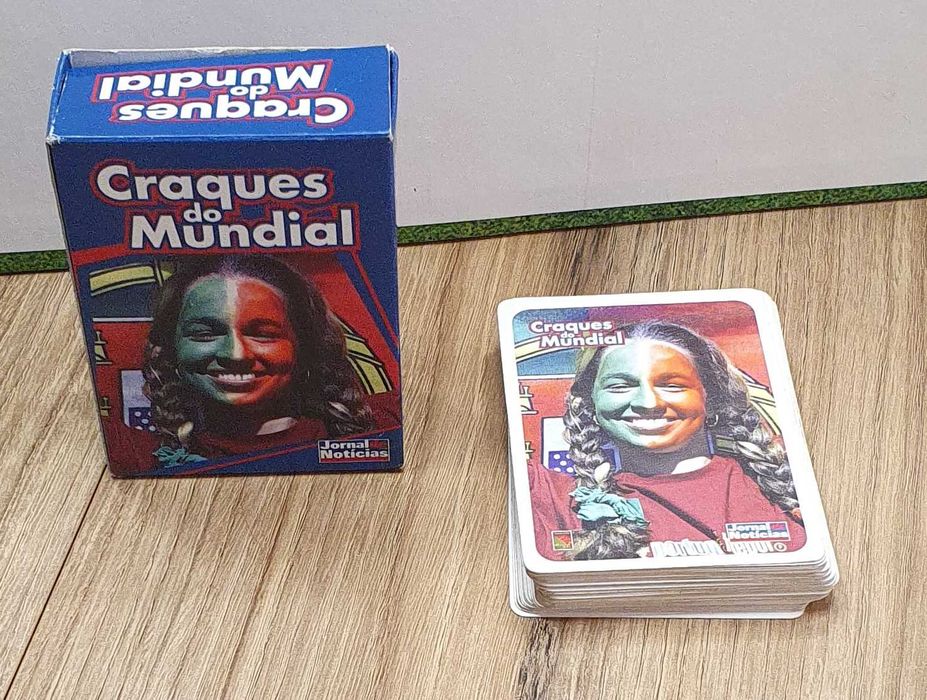 Craques
do
Mundial
Craques
do
Mundial
Jornal
Notícias
Craques
do
Mundial
Jornal
Notícias